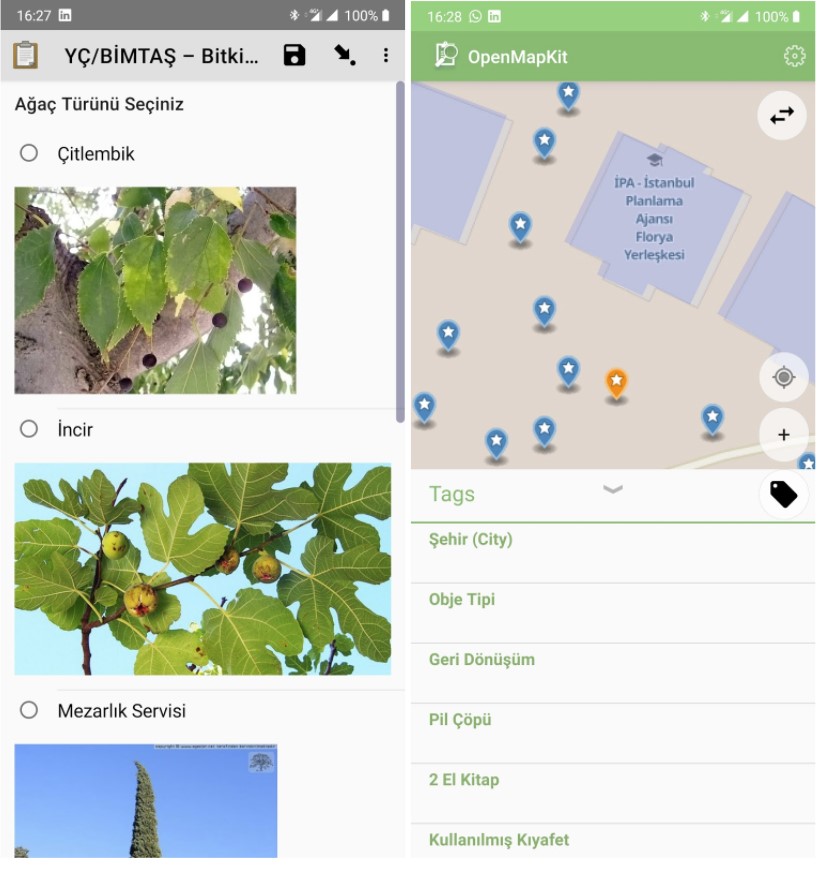 16:27
100%
YÇ/BİMTAŞ – Bitki...
Ağaç Türünü Seçiniz
Çitlembik
İncir
Mezarlık Servisi
16:28
100%
OpenMapKit
İPA - İstanbul
Planlama
Ajansı
Florya
Yerleşkesi
+
Tags
Şehir (City)
Obje Tipi
Geri Dönüşüm
Pil Çöpü
2 El Kitap
Kullanılmış Kıyafet